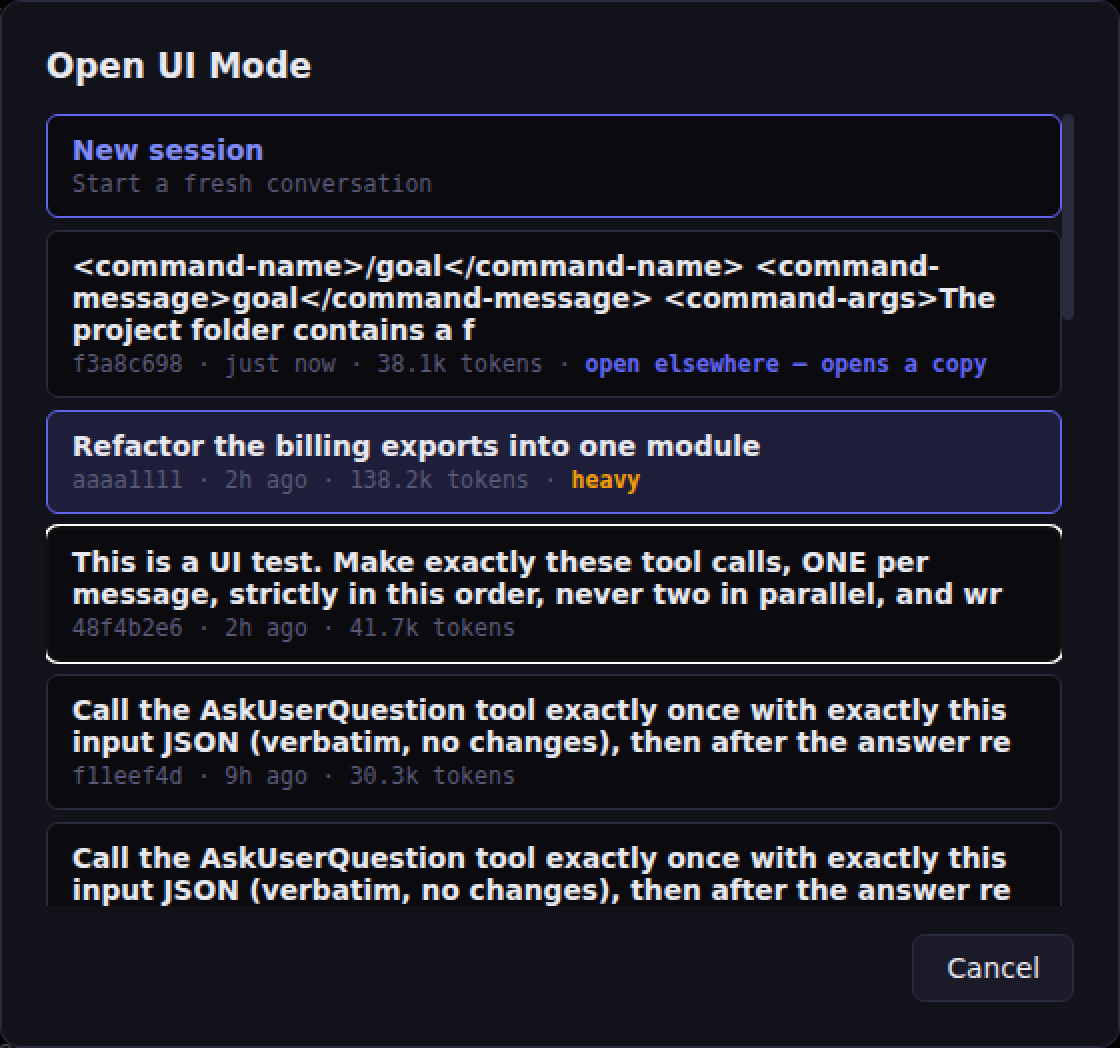 Open UI Mode
New session
Start a fresh conversation
<command-name>/goal</command-name> <command-
message>goal</command-message> <command-args>The
project folder contains a f
f3a8c698 · just now · 38.1k tokens · open elsewhere — opens a copy
Refactor the billing exports into one module
aaaa1111 · 2h ago · 138.2k tokens · heavy
This is a UI test. Make exactly these tool calls, ONE per
message, strictly in this order, never two in parallel, and wr
48f4b2e6 · 2h ago · 41.7k tokens
Call the AskUserQuestion tool exactly once with exactly this
input JSON (verbatim, no changes), then after the answer re
f11eef4d · 9h ago · 30.3k tokens
Call the AskUserQuestion tool exactly once with exactly this
input JSON (verbatim, no changes), then after the answer re
Cancel